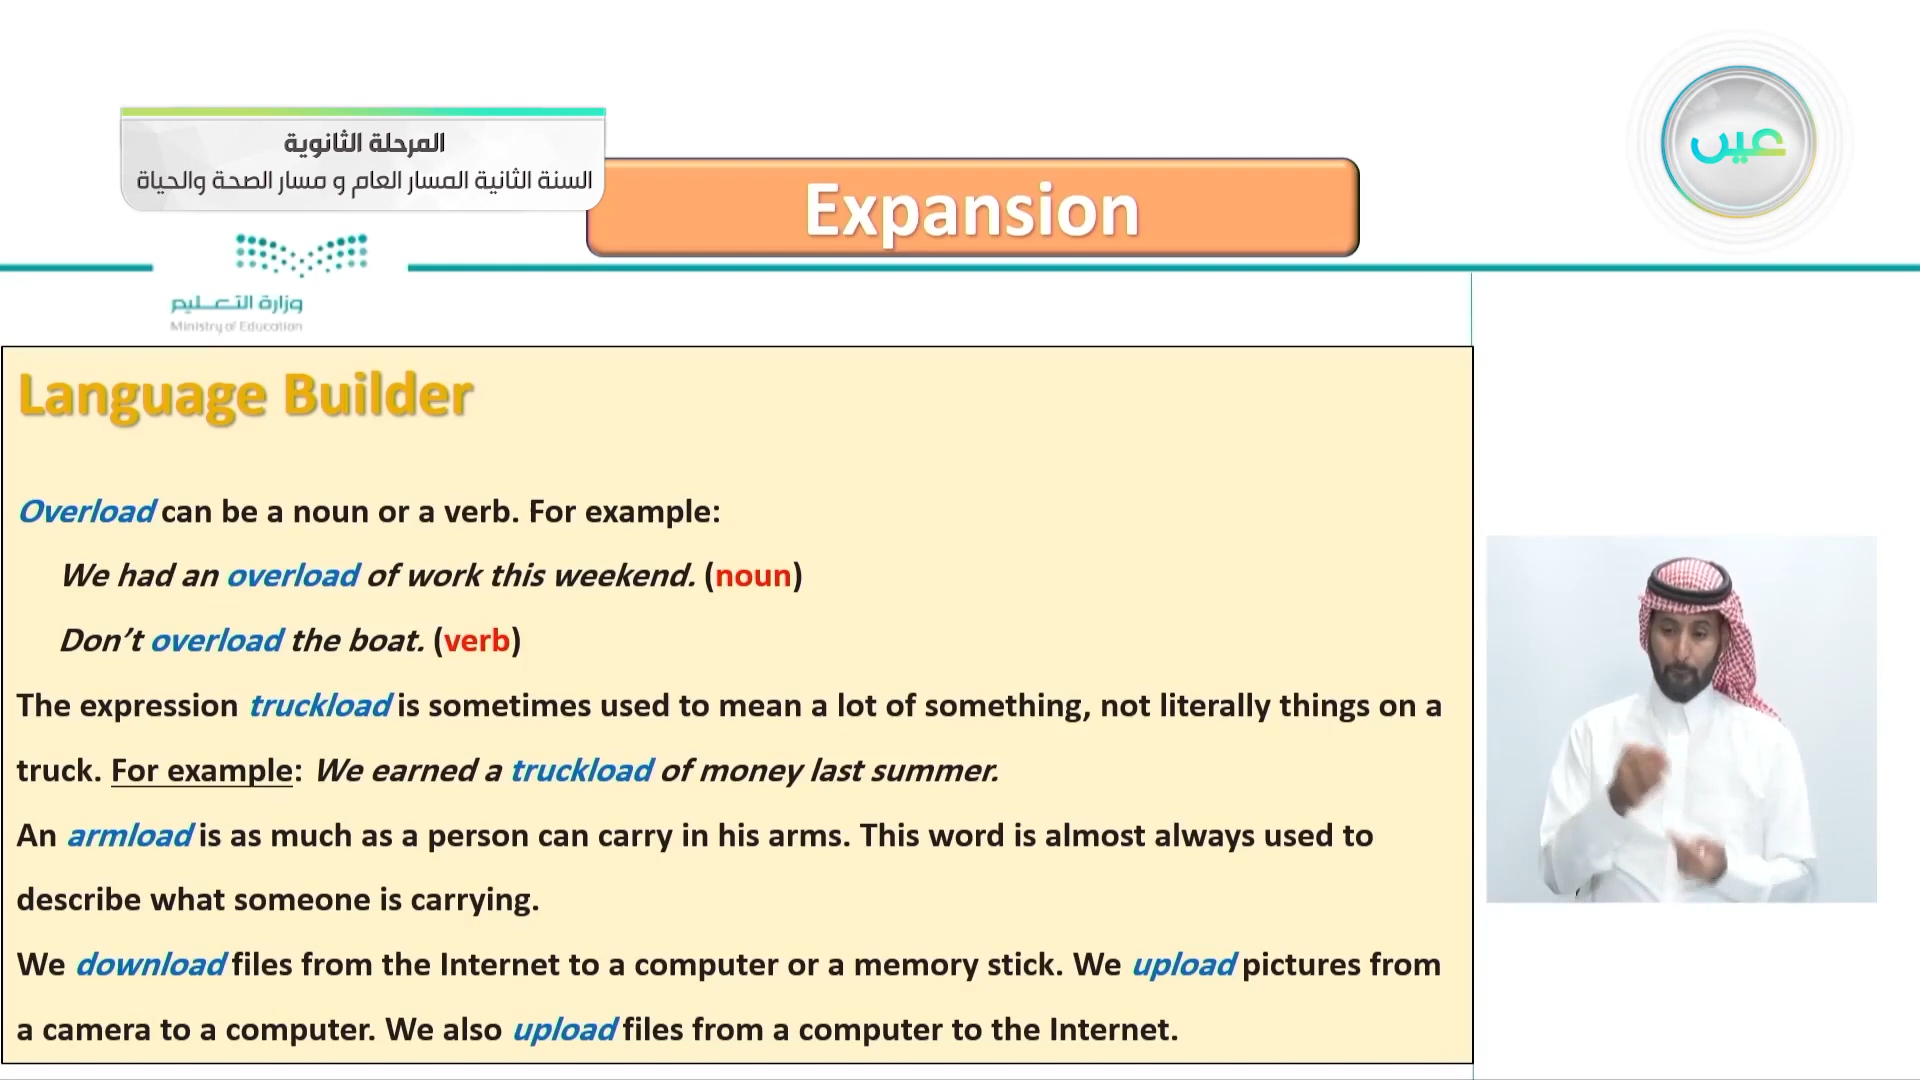 المرحلة الثانوية
السنة الثانية المسار العام و مسار الصحة والحياة
Expansion
عين
وزارة التعليم
Ministry of Education
Language Builder
Overload can be a noun or a verb. For example:
We had an overload of work this weekend. (noun)
Don’t overload the boat. (verb)
The expression truckload is sometimes used to mean a lot of something, not literally things on a
truck. For example: We earned a truckload of money last summer.
An armload is as much as a person can carry in his arms. This word is almost always used to
describe what someone is carrying.
We download files from the Internet to a computer or a memory stick. We upload pictures from
a camera to a computer. We also upload files from a computer to the Internet.